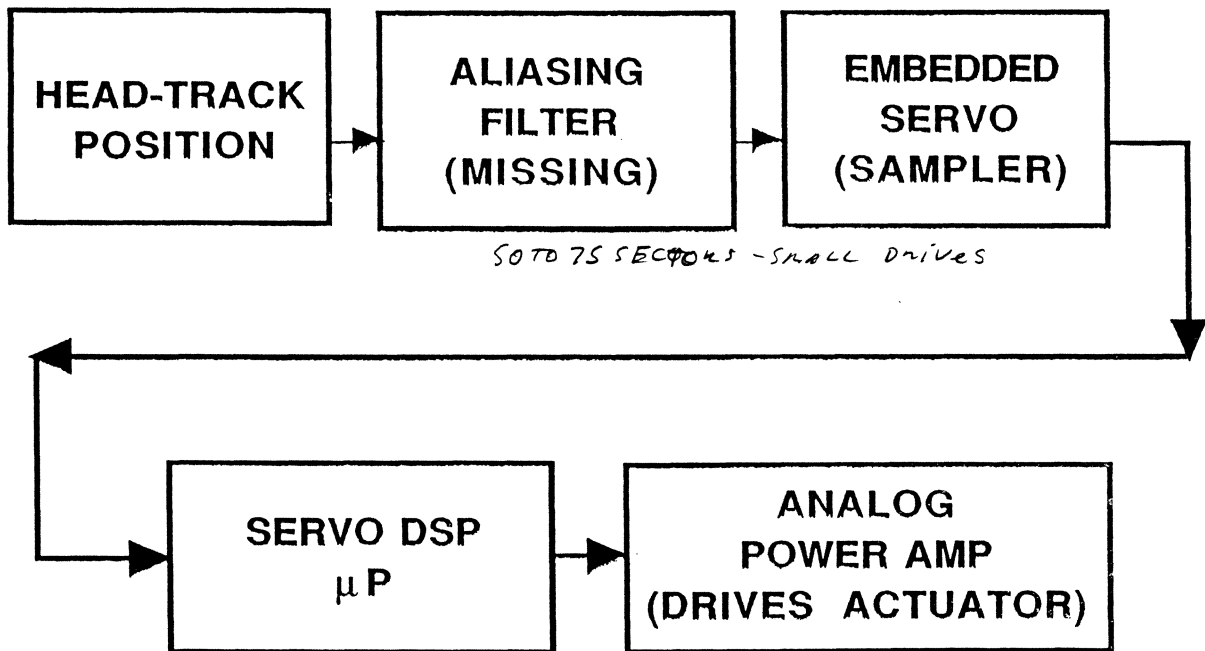 HEAD-TRACK
POSITION
ALIASING
FILTER
(MISSING)
EMBEDDED
SERVO
(SAMPLER)
50 TO 75 SECTORS - SMALL DRIVES
SERVO DSP
μP
ANALOG
POWER AMP
(DRIVES ACTUATOR)